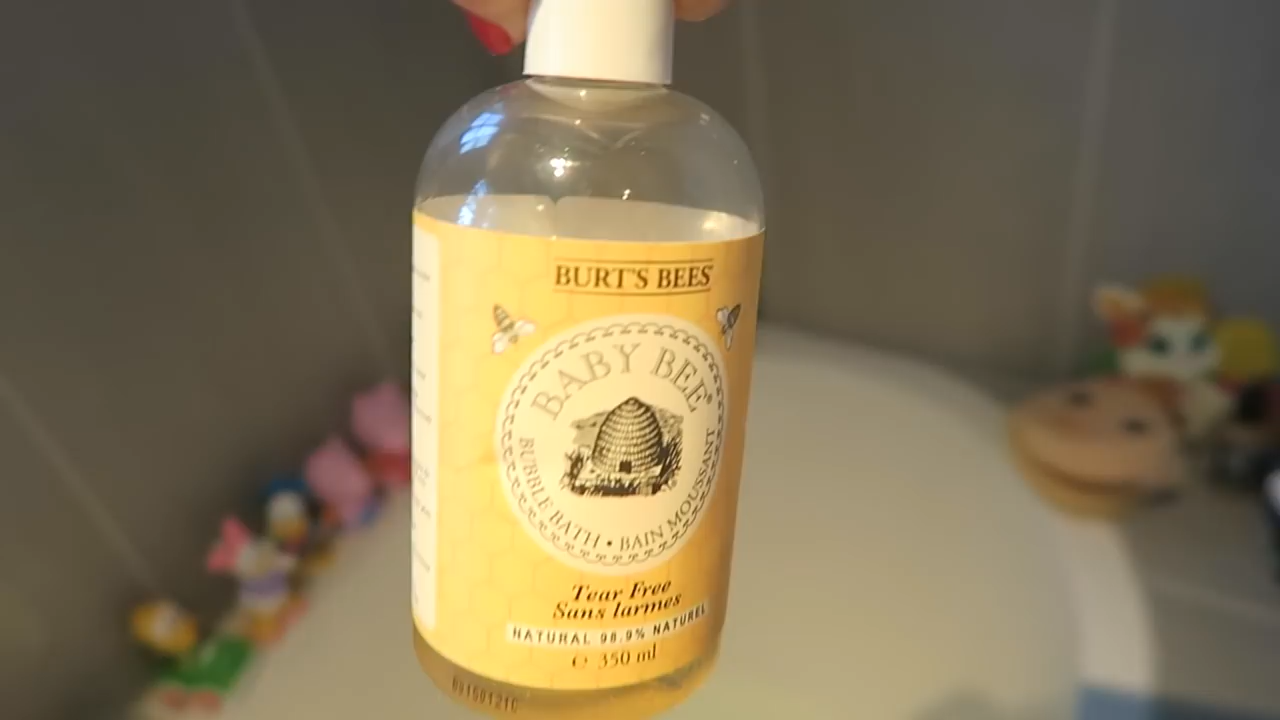 BURT'S BEES
BABY BEE®
BUBBLE BATH • BAIN MOUSSANT
Tear Free
Sans larmes
NATURAL 98.9% NATUREL
℮ 350 ml